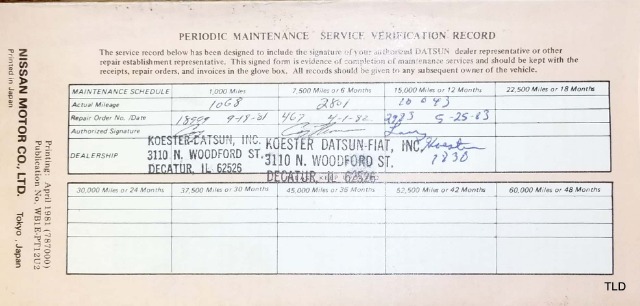 PERIODIC MAINTENANCE SERVICE VERIFICATION RECORD
The service record below has been designed to include the signature of your authorized DATSUN dealer representative or other
repair establishment representative. This signed form is evidence of completion of maintenance services and should be kept with the
receipts, repair orders, and invoices in the glove box. All records should be given to any subsequent owner of the vehicle.
MAINTENANCE SCHEDULE 1,000 Miles 7,500 Miles or 6 Months 15,000 Miles or 12 Months 22,500 Miles or 18 Months
Actual Mileage 1068 2801 10043
Repair Order No. /Date 9-18-81 467 4-1-82 5-25-83
Authorized Signature Larry
DEALERSHIP KOESTER-DATSUN, INC. KOESTER DATSUN-FIAT, INC. Koesten
3110 N. WOODFORD ST. 3110 N. WOODFORD ST. 1830
DECATUR, IL 62526 DECATUR, IL 62526
30,000 Miles or 24 Months 37,500 Miles or 30 Months 45,000 Miles or 36 Months 52,500 Miles or 42 Months 60,000 Miles or 48 Months
NISSAN MOTOR CO., LTD. Tokyo, Japan
Printed in Japan
Printing: April 1981 (787000)
Publication No. WB1E-PT12U2
TLD